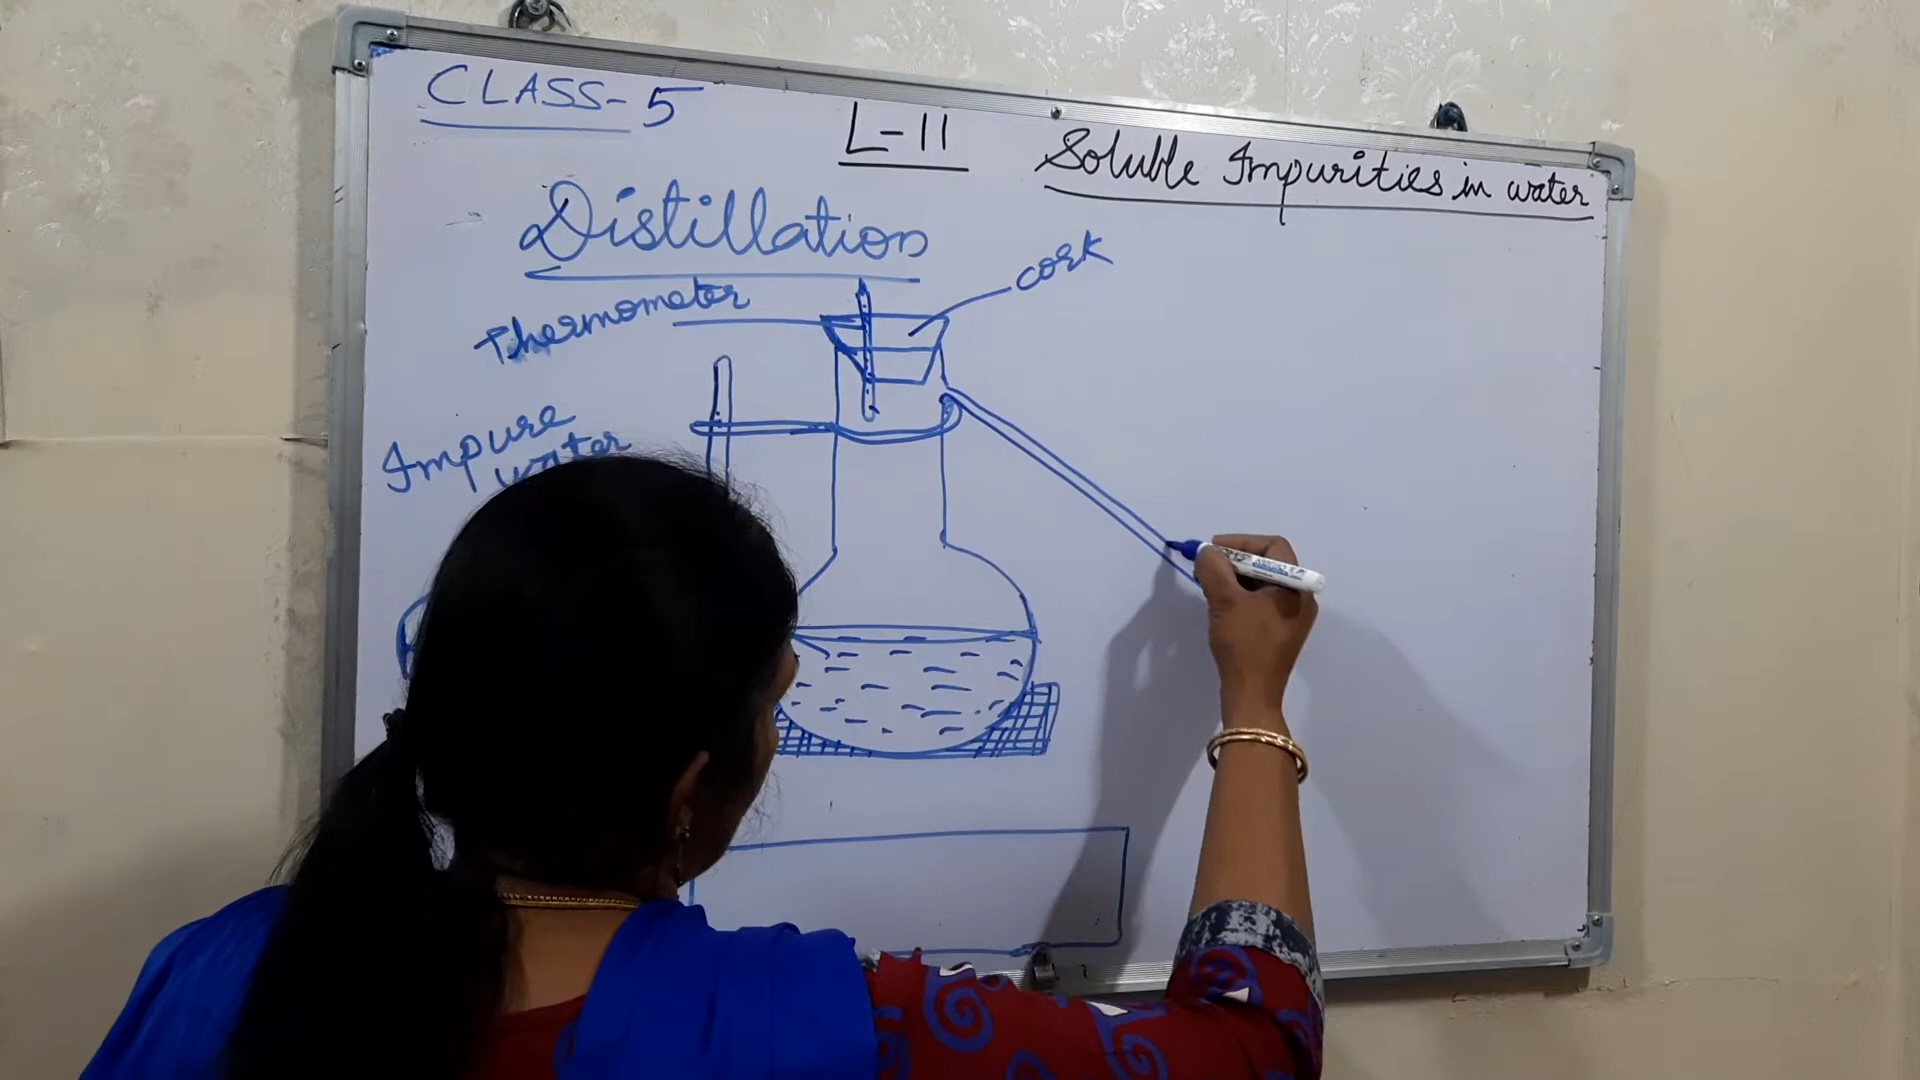 CLASS-5
L-11
Soluble Impurities in water
Distillation
cork
Thermometer
Impure
water